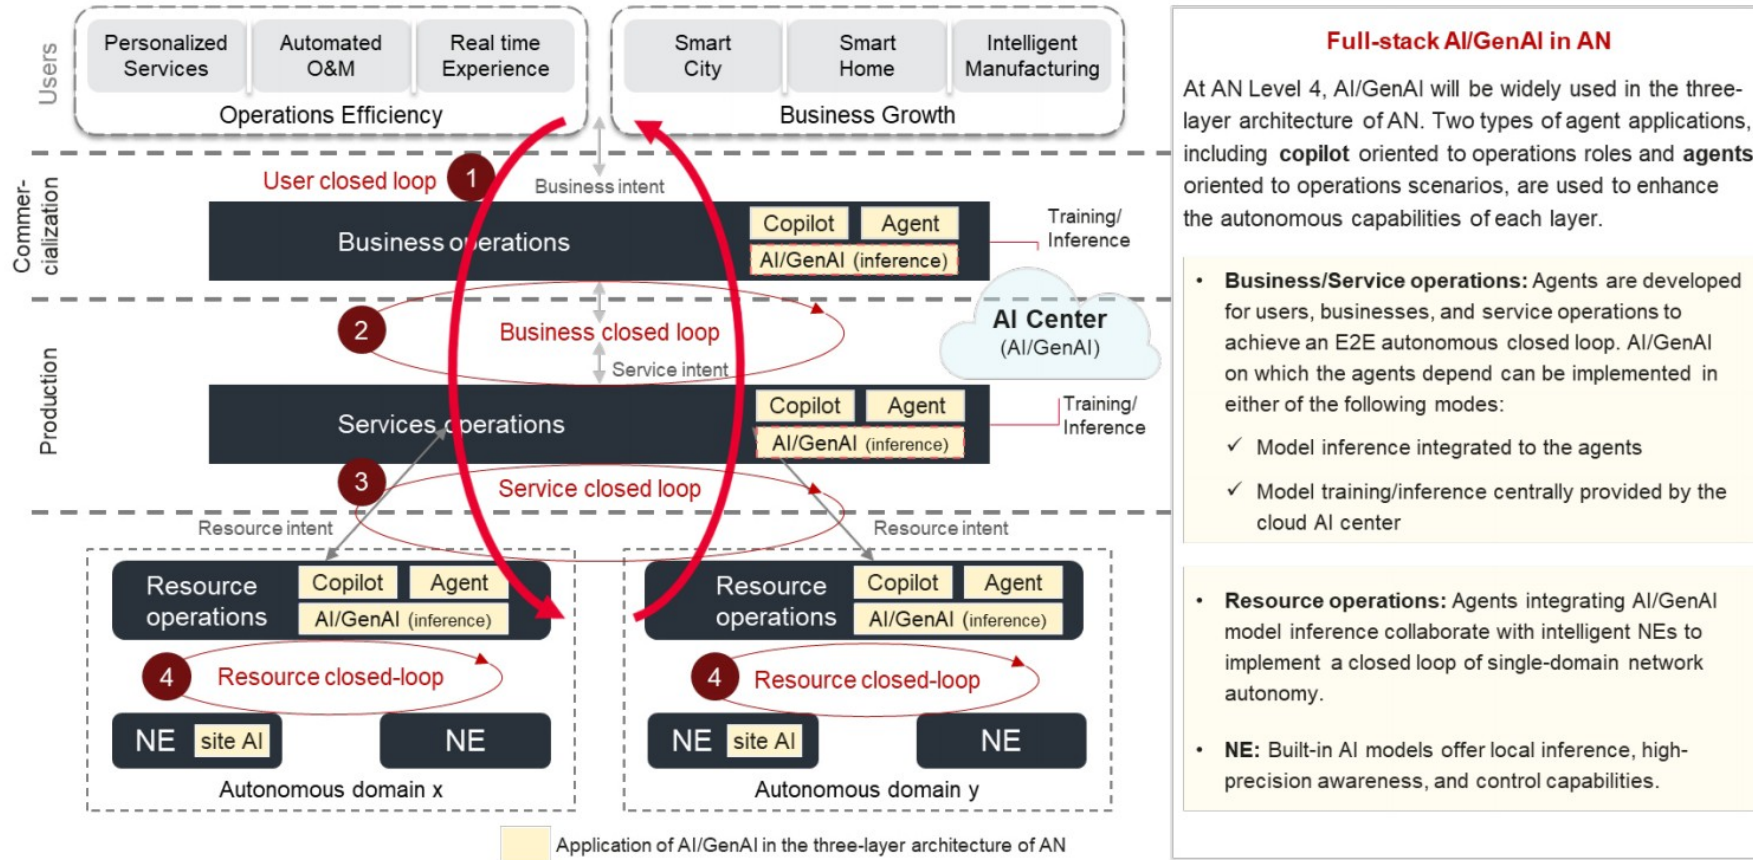 Users
Personalized
Services
Automated
O&M
Real time
Experience
Operations Efficiency
Smart
City
Smart
Home
Intelligent
Manufacturing
Business Growth
Commer-
cialization
User closed loop
1
Business intent
Business operations
Copilot
Agent
AI/GenAI (inference)
Training/
Inference
Production
2
Business closed loop
AI Center
(AI/GenAI)
Service intent
Services operations
Copilot
Agent
AI/GenAI (inference)
Training/
Inference
3
Service closed loop
Resource intent
Resource intent
Resource
operations
Copilot
Agent
AI/GenAI (inference)
4
Resource closed-loop
NE
site AI
NE
Autonomous domain x
Resource
operations
Copilot
Agent
AI/GenAI (inference)
4
Resource closed-loop
NE
site AI
NE
Autonomous domain y
Application of AI/GenAI in the three-layer architecture of AN
Full-stack AI/GenAI in AN
At AN Level 4, AI/GenAI will be widely used in the three-
layer architecture of AN. Two types of agent applications,
including copilot oriented to operations roles and agents
oriented to operations scenarios, are used to enhance
the autonomous capabilities of each layer.
• Business/Service operations: Agents are developed
for users, businesses, and service operations to
achieve an E2E autonomous closed loop. AI/GenAI
on which the agents depend can be implemented in
either of the following modes:
✓ Model inference integrated to the agents
✓ Model training/inference centrally provided by the
cloud AI center
• Resource operations: Agents integrating AI/GenAI
model inference collaborate with intelligent NEs to
implement a closed loop of single-domain network
autonomy.
• NE: Built-in AI models offer local inference, high-
precision awareness, and control capabilities.